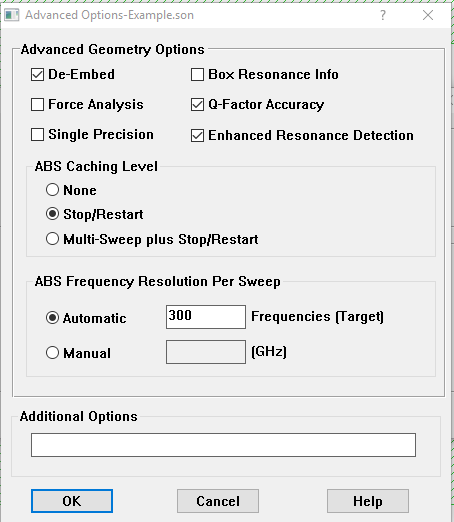 Advanced Options-Example.son ?
Advanced Geometry Options
De-Embed Box Resonance Info
Force Analysis Q-Factor Accuracy
Single Precision Enhanced Resonance Detection
ABS Caching Level
None
Stop/Restart
Multi-Sweep plus Stop/Restart
ABS Frequency Resolution Per Sweep
Automatic 300 Frequencies (Target)
Manual (GHz)
Additional Options
OK Cancel Help